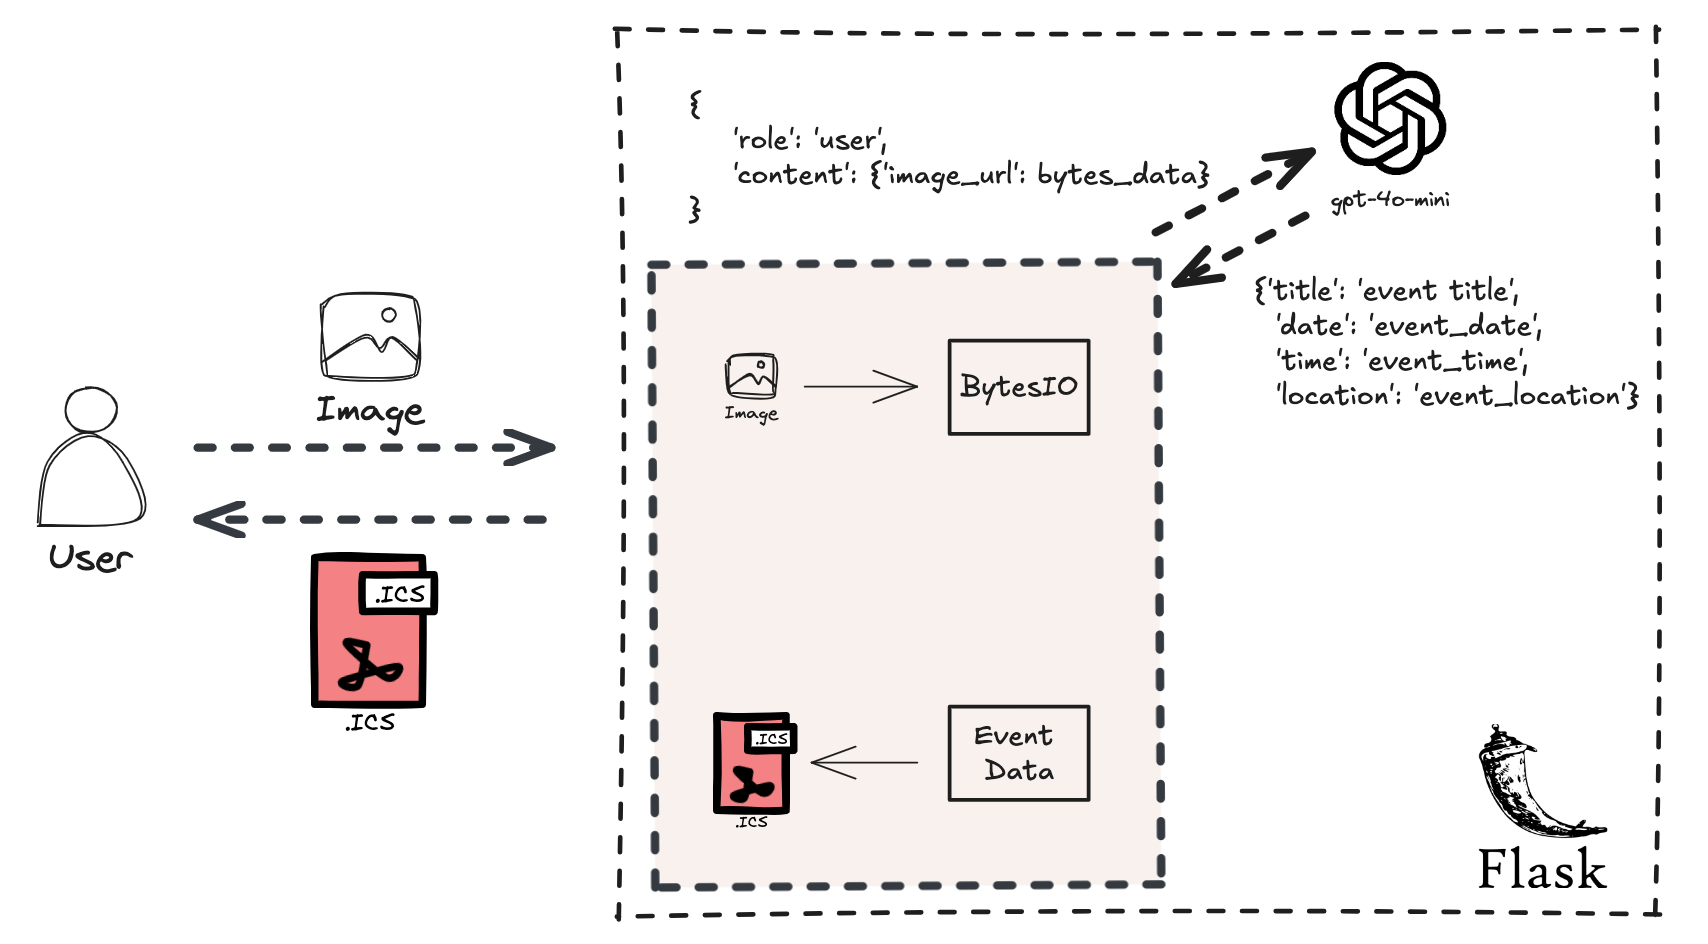 {
'role': 'user',
'content': {'image_url': bytes_data}
}
gpt-4o-mini
{'title': 'event title',
'date': 'event_date',
'time': 'event_time',
'location': 'event_location'}
Image
User
.ICS
.ICS
Image
BytesIO
.ICS
.ICS
Event
Data
Flask